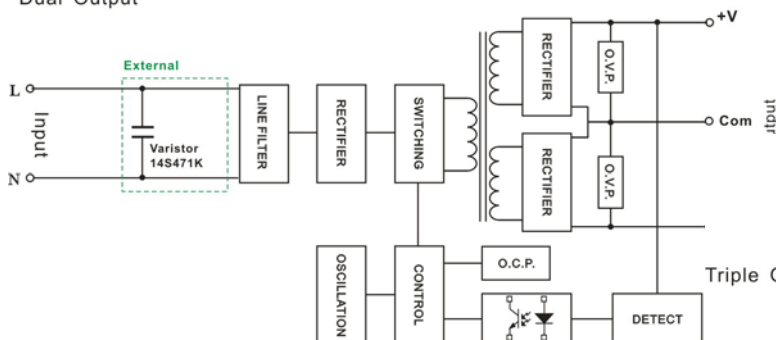 Dual Output
+V
External
L
Input
N
Varistor
14S471K
LINE FILTER
RECTIFIER
SWITCHING
RECTIFIER
RECTIFIER
O.V.P.
O.V.P.
Com
OSCILLATION
CONTROL
O.C.P.
DETECT
Triple